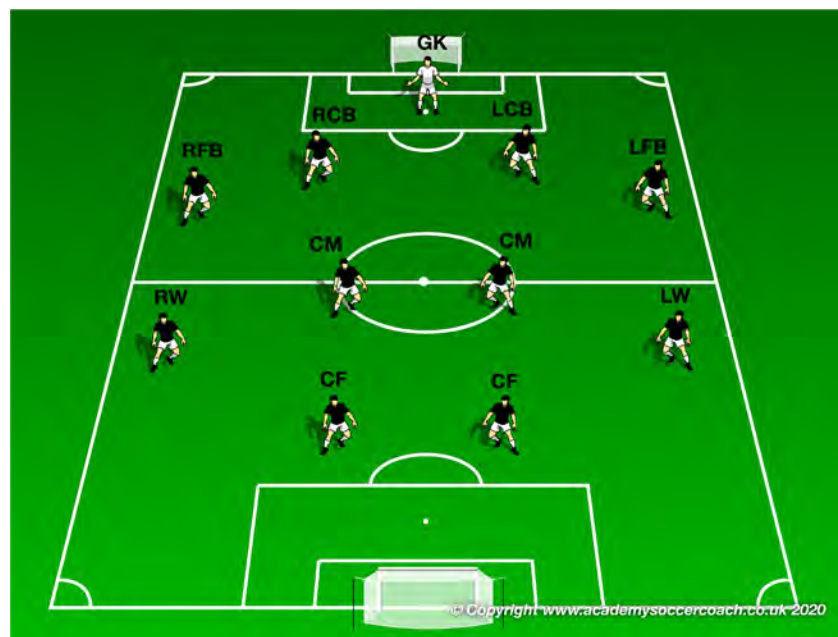 GK
RCB
LCB
RFB
LFB
CM
CM
RW
LW
CF
CF
© Copyright www.academysoccercoach.co.uk 2020